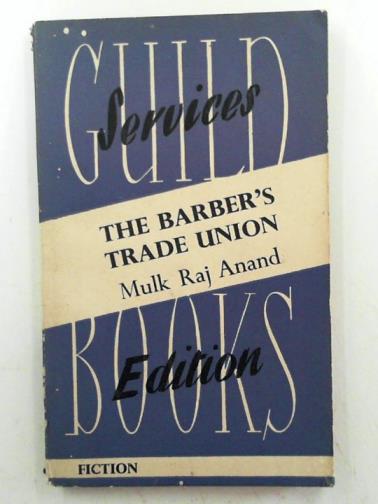 GUILD
Services
THE BARBER'S
TRADE UNION
Mulk Raj Anand
BOOKS
Edition
FICTION